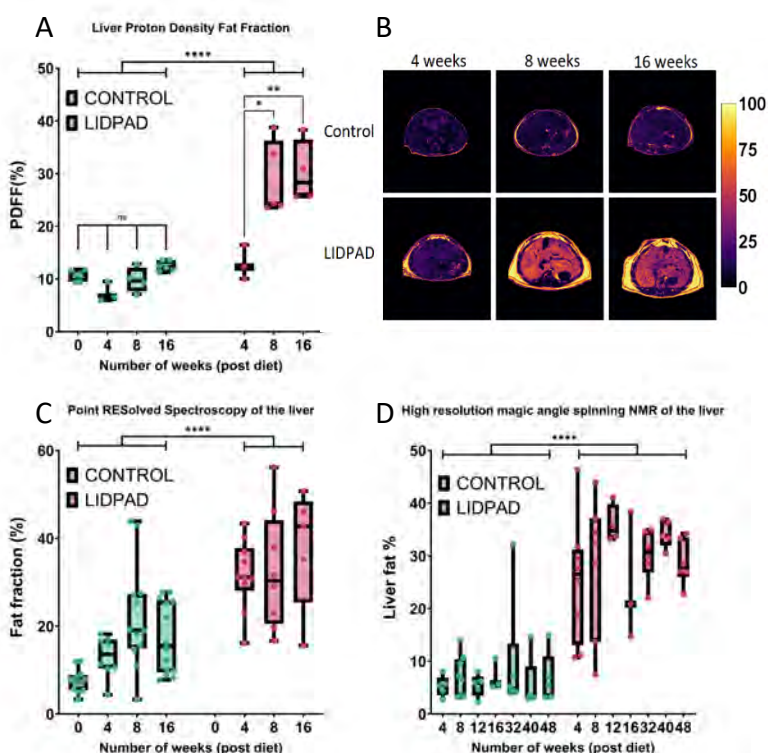 A
Liver Proton Density Fat Fraction
****
**
*
ns
CONTROL
LIDPAD
PDFF(%)
50
40
30
20
10
0
0 4 8 16 4 8 16
Number of weeks (post diet)
B
4 weeks 8 weeks 16 weeks
Control
LIDPAD
100
75
50
25
0
C
Point RESolved Spectroscopy of the liver
****
CONTROL
LIDPAD
Fat fraction (%)
60
40
20
0
0 4 8 16 0 4 8 16
Number of weeks (post diet)
D
High resolution magic angle spinning NMR of the liver
****
CONTROL
LIDPAD
Liver fat %
50
40
30
20
10
0
4 8 12 16 32 40 48 4 8 12 16 32 40 48
Number of weeks (post diet)